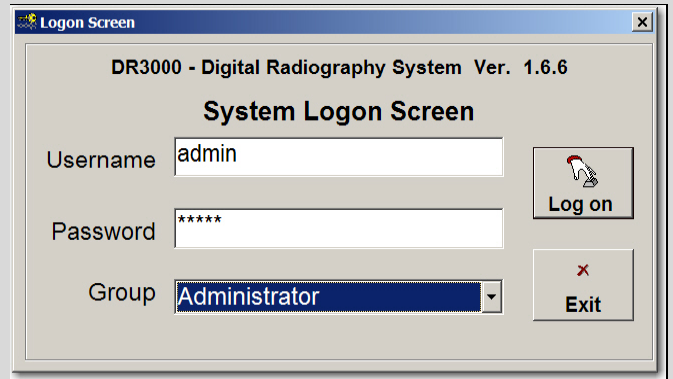 Logon Screen
DR3000 - Digital Radiography System Ver. 1.6.6
System Logon Screen
Username admin
Log on
Password *****
Group Administrator
Exit